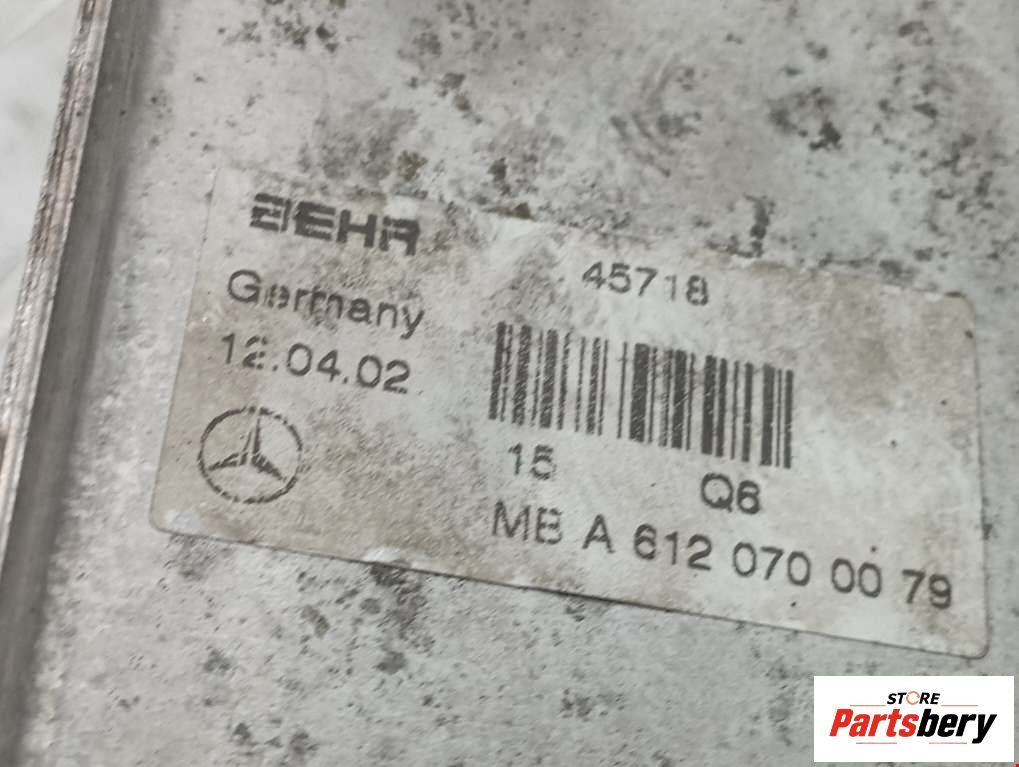 BEHR
45718
Germany
12.04.02
15 Q6
MB A 612 070 00 79
STORE
Partsbery